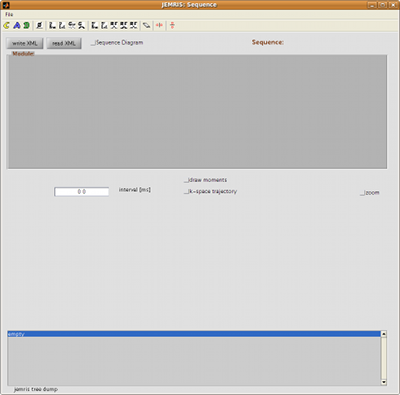 JEMRIS: Sequence
File
write XML
read XML
Sequence Diagram
Sequence:
Module
draw moments
0 0
interval [ms]
k-space trajectory
zoom
empty
jemris tree dump